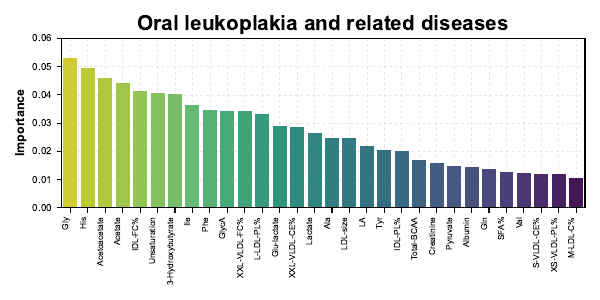 Oral leukoplakia and related diseases
Importance
0.06
0.05
0.04
0.03
0.02
0.01
0.00
Gly
His
Acetoacetate
Acetate
IDL-FC%
Unsaturation
3-Hydroxybutyrate
Ile
Phe
GlycA
XXL-VLDL-FC%
L-LDL-PL%
Glu-lactate
XXL-VLDL-CE%
Lactate
Ala
LDL-size
LA
Tyr
IDL-PL%
Total-BCAA
Creatinine
Pyruvate
Albumin
Gln
SFA%
Val
S-VLDL-CE%
XS-VLDL-PL%
M-LDL-C%